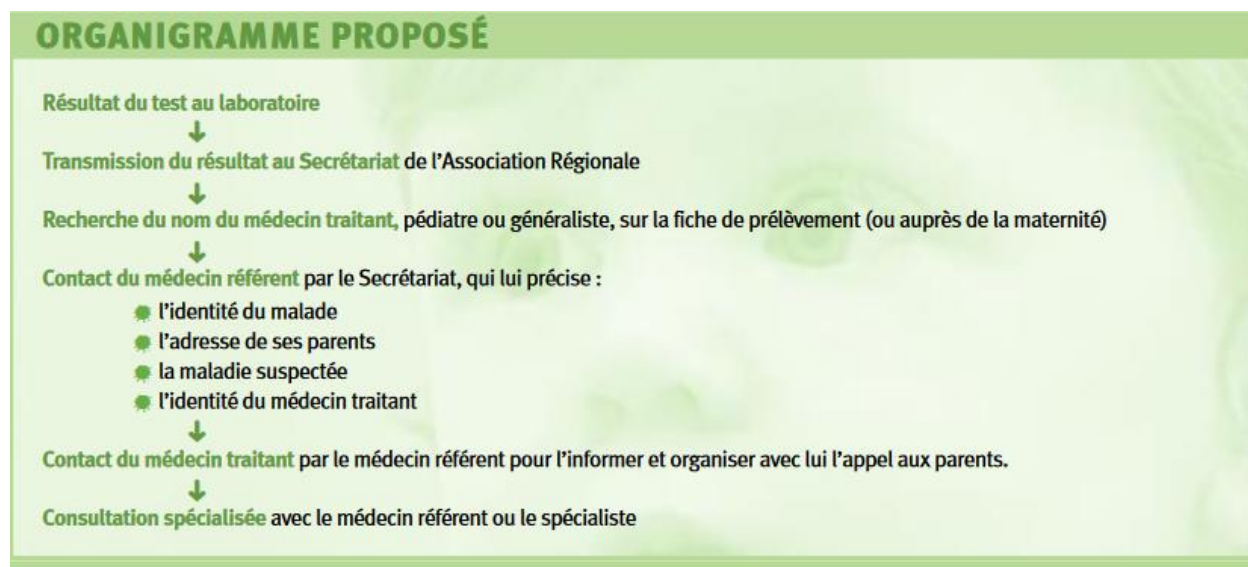 ORGANIGRAMME PROPOSÉ
Résultat du test au laboratoire
↓
Transmission du résultat au Secrétariat de l'Association Régionale
↓
Recherche du nom du médecin traitant, pédiatre ou généraliste, sur la fiche de prélèvement (ou auprès de la maternité)
↓
Contact du médecin référent par le Secrétariat, qui lui précise :
l'identité du malade
l'adresse de ses parents
la maladie suspectée
l'identité du médecin traitant
↓
Contact du médecin traitant par le médecin référent pour l'informer et organiser avec lui l'appel aux parents.
↓
Consultation spécialisée avec le médecin référent ou le spécialiste